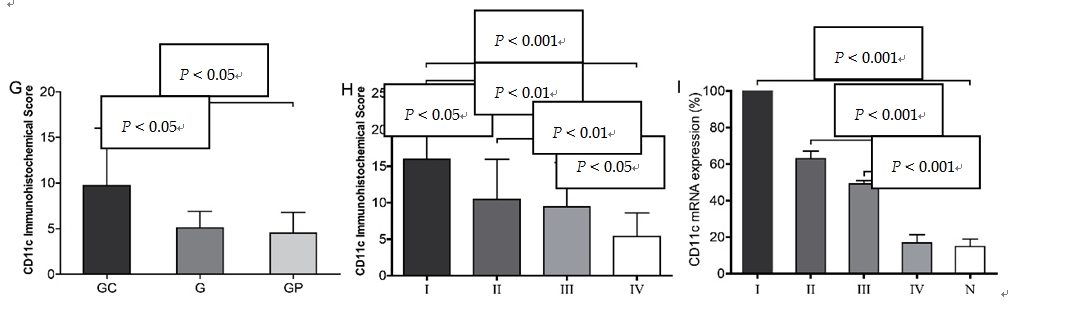 G
CD11c Immunohistochemical Score
20
15
10
5
0
P < 0.05
P < 0.05
GC G GP
H
CD11c Immunohistochemical Score
25
20
15
10
5
0
P < 0.001
P < 0.01
P < 0.05
P < 0.01
P < 0.05
I II III IV
I
CD11c mRNA expression (%)
100
80
60
40
20
0
P < 0.001
P < 0.001
P < 0.001
I II III IV N